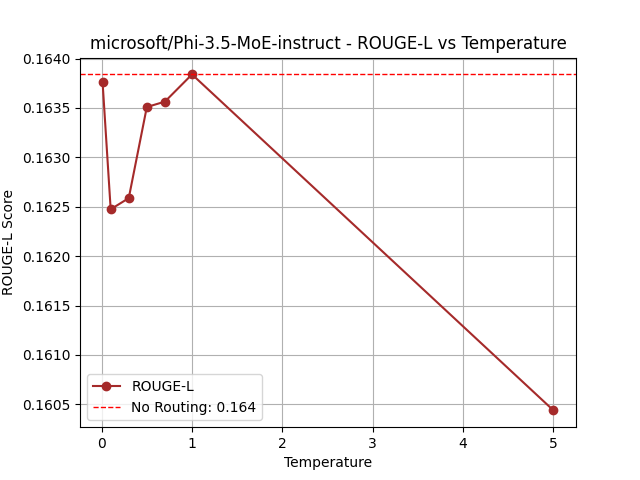 microsoft/Phi-3.5-MoE-instruct - ROUGE-L vs Temperature
ROUGE-L Score
0.1640
0.1635
0.1630
0.1625
0.1620
0.1615
0.1610
0.1605
ROUGE-L
No Routing: 0.164
0 1 2 3 4 5
Temperature